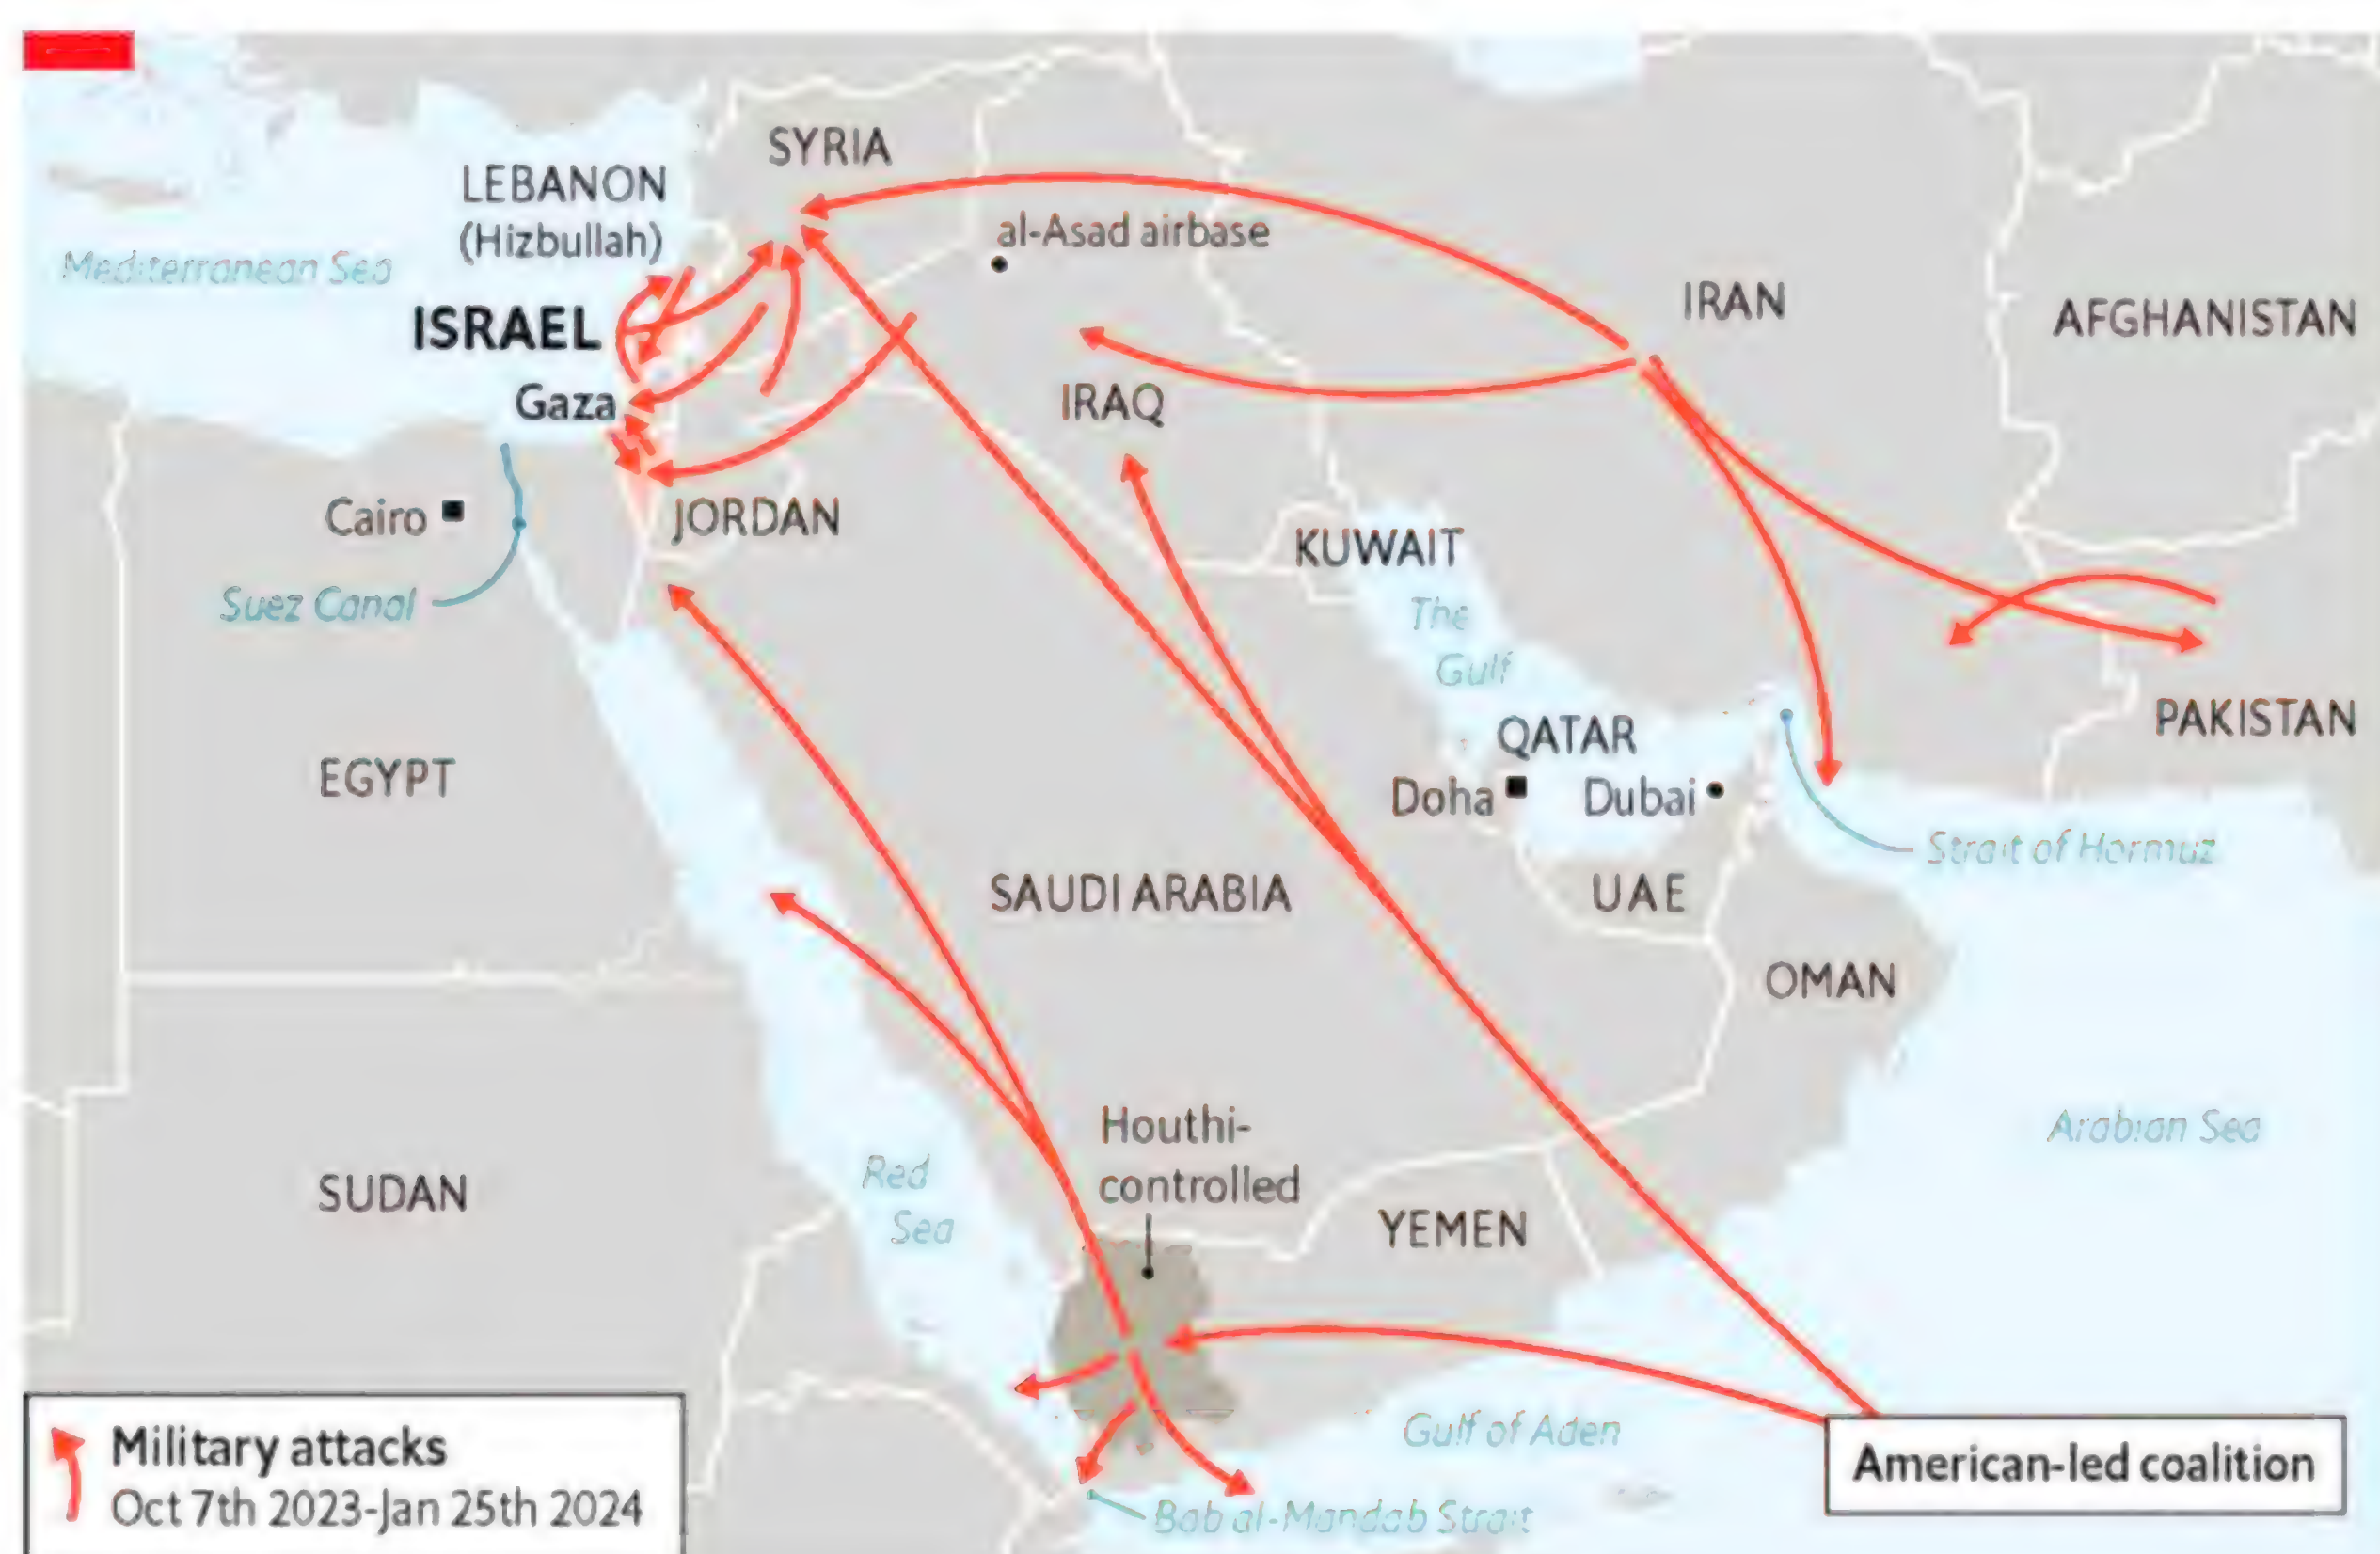 SYRIA
LEBANON
(Hizbullah)
al-Asad airbase
Mediterranean Sea
IRAN
AFGHANISTAN
ISRAEL
Gaza
IRAQ
Cairo
JORDAN
KUWAIT
Suez Canal
The
Gulf
QATAR
PAKISTAN
EGYPT
Doha
Dubai
Strait of Hormuz
SAUDI ARABIA
UAE
OMAN
Houthi-
controlled
Arabian Sea
Red
Sea
SUDAN
YEMEN
Gulf of Aden
American-led coalition
Bab al-Mandab Strait
Military attacks
Oct 7th 2023-Jan 25th 2024